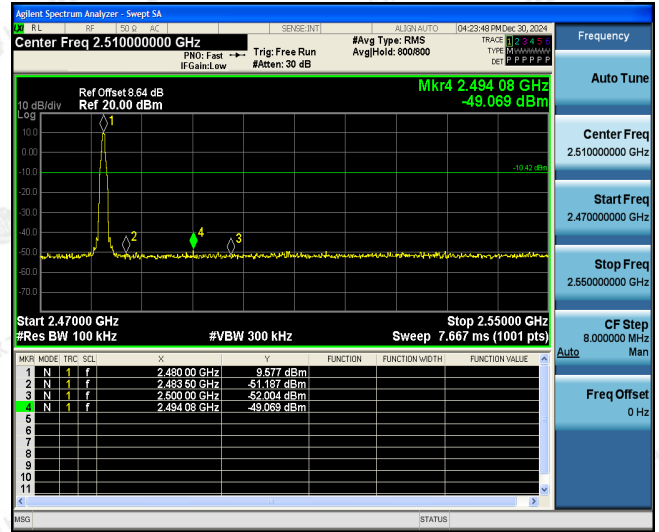 Agilent Spectrum Analyzer - Swept SA
RL RF 50 Ω AC SENSE:INT ALIGN AUTO 04:23:48 PM Dec 30, 2024
Center Freq 2.510000000 GHz
PNO: Fast
IFGain:Low
Trig: Free Run
#Atten: 30 dB
#Avg Type: RMS
Avg|Hold: 800/800
TRACE 1 2 3 4 5 6
TYPE M
DET P P P P P P
Ref Offset 8.64 dB
10 dB/div Ref 20.00 dBm
Log
Mkr4 2.494 08 GHz
-49.069 dBm
10.0
0.00
-10.0
-20.0
-30.0
-40.0
-50.0
-60.0
-70.0
1
2
4
3
-10.42 dBm
Start 2.47000 GHz Stop 2.55000 GHz
#Res BW 100 kHz #VBW 300 kHz Sweep 7.667 ms (1001 pts)
MKR MODE TRC SCL X Y FUNCTION FUNCTION WIDTH FUNCTION VALUE
1 N 1 f 2.480 00 GHz 9.577 dBm
2 N 1 f 2.483 50 GHz -51.187 dBm
3 N 1 f 2.500 00 GHz -52.004 dBm
4 N 1 f 2.494 08 GHz -49.069 dBm
5
6
7
8
9
10
11
MSG STATUS
Frequency
Auto Tune
Center Freq
2.510000000 GHz
Start Freq
2.470000000 GHz
Stop Freq
2.550000000 GHz
CF Step
8.000000 MHz
Auto Man
Freq Offset
0 Hz